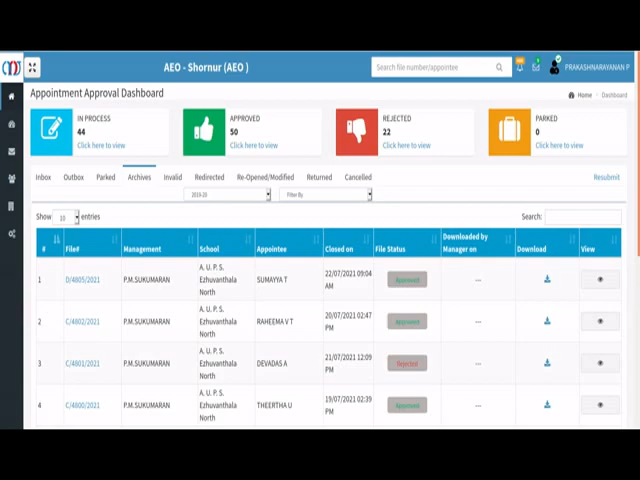 AEO - Shornur (AEO )
Search file number/appointee
PRAKASHNARAYANAN P
Appointment Approval Dashboard
Home - Dashboard
IN PROCESS
44
Click here to view
APPROVED
50
Click here to view
REJECTED
22
Click here to view
PARKED
0
Click here to view
Inbox Outbox Parked Archives Invalid Redirected Re-Opened/Modified Returned Cancelled Resubmit
2019-20 Filter By
Show 10 entries Search:
# File# Management School Appointee Closed on File Status Downloaded by Manager on Download View
1 D/4805/2021 P.M.SUKUMARAN A. U. P. S. Ezhuvanthala North SUMAYYA T 22/07/2021 09:04 AM Approved ---
2 C/4802/2021 P.M.SUKUMARAN A. U. P. S. Ezhuvanthala North RAHEEMA V T 20/07/2021 02:47 PM Approved ---
3 C/4801/2021 P.M.SUKUMARAN A. U. P. S. Ezhuvanthala North DEVADAS A 21/07/2021 12:09 PM Rejected ---
4 C/4800/2021 P.M.SUKUMARAN A. U. P. S. Ezhuvanthala North THEERTHA U 19/07/2021 02:39 PM Approved ---